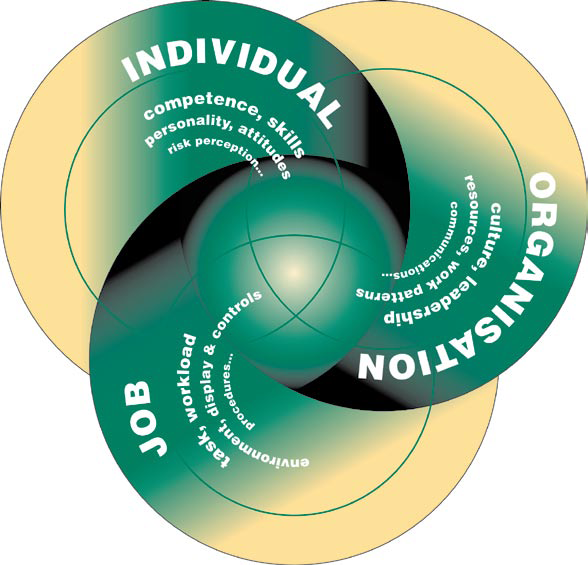 INDIVIDUAL
competence, skills
personality, attitudes
risk perception...
ORGANISATION
culture, leadership
resources, work patterns
communications...
JOB
task, workload
environment, display & controls
procedures...